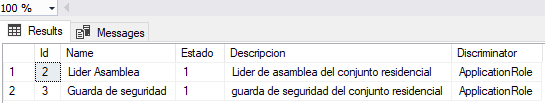 100 %
Results Messages
Id Name Estado Descripcion Discriminator
1 2 Lider Asamblea 1 Lider de asamblea del conjunto residencial ApplicationRole
2 3 Guarda de seguridad 1 guarda de seguridad del conjunto residencial ApplicationRole